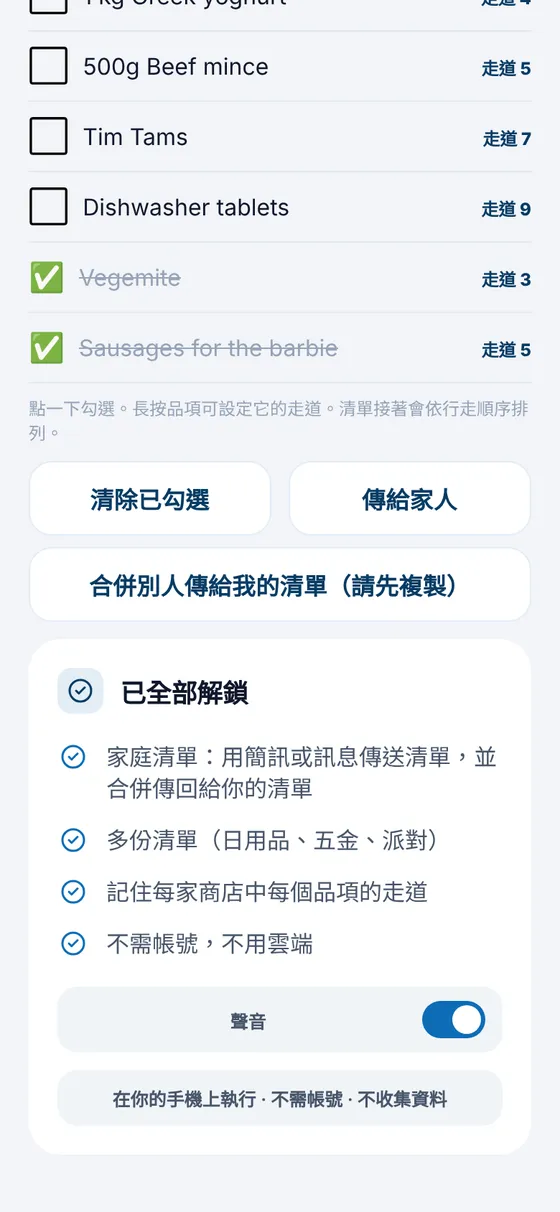 1kg Greek yoghurt 走道 4
500g Beef mince 走道 5
Tim Tams 走道 7
Dishwasher tablets 走道 9
Vegemite 走道 3
Sausages for the barbie 走道 5
點一下勾選。長按品項可設定它的走道。清單接著會依行走順序排
列。
清除已勾選 傳給家人
合併別人傳給我的清單（請先複製）
已全部解鎖
家庭清單：用簡訊或訊息傳送清單，並
合併傳回給你的清單
多份清單（日用品、五金、派對）
記住每家商店中每個品項的走道
不需帳號，不用雲端
聲音
在你的手機上執行 · 不需帳號 · 不收集資料